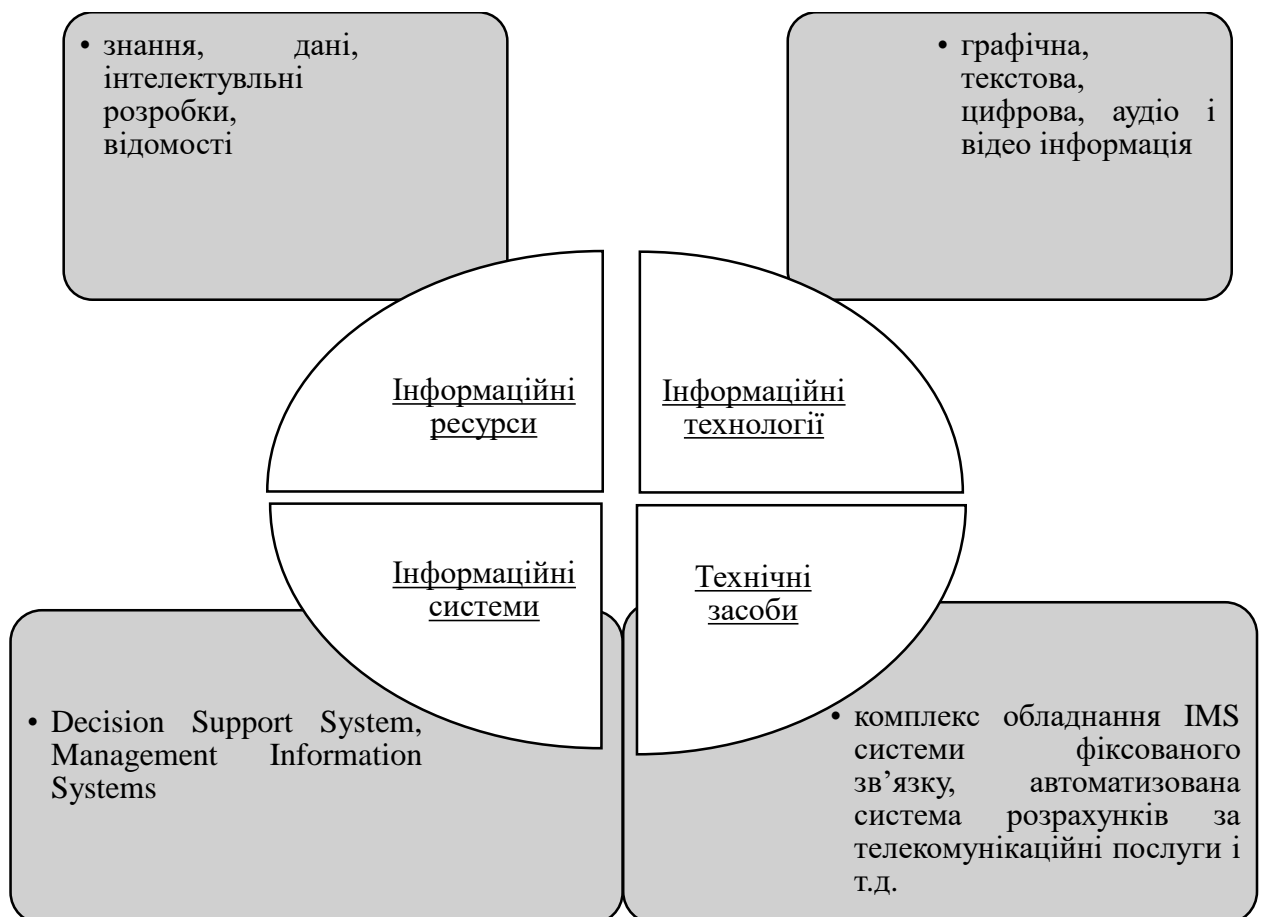 • знання, дані,
інтелектувльні
розробки,
відомості
• графічна,
текстова,
цифрова, аудіо і
відео інформація
Інформаційні
ресурси
Інформаційні
технології
Інформаційні
системи
Технічні
засоби
• Decision Support System,
Management Information
Systems
• комплекс обладнання IMS
системи фіксованого
зв’язку, автоматизована
система розрахунків за
телекомунікаційні послуги і
т.д.